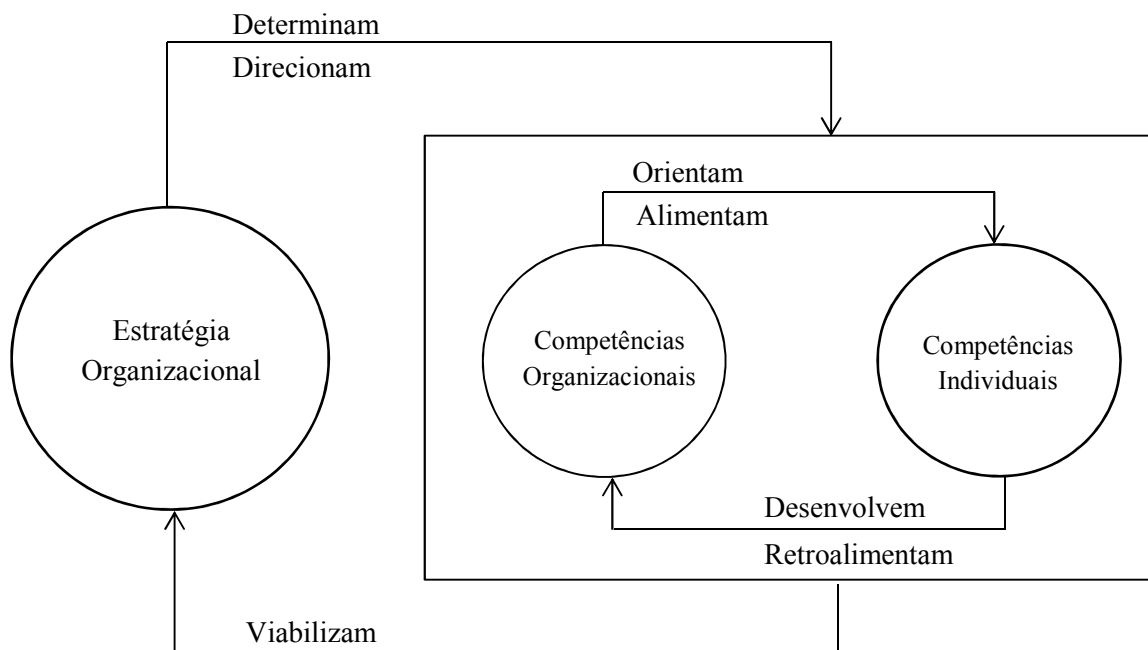 Determinam
Direcionam
Orientam
Alimentam
Estratégia
Organizacional
Competências
Organizacionais
Competências
Individuais
Desenvolvem
Retroalimentam
Viabilizam